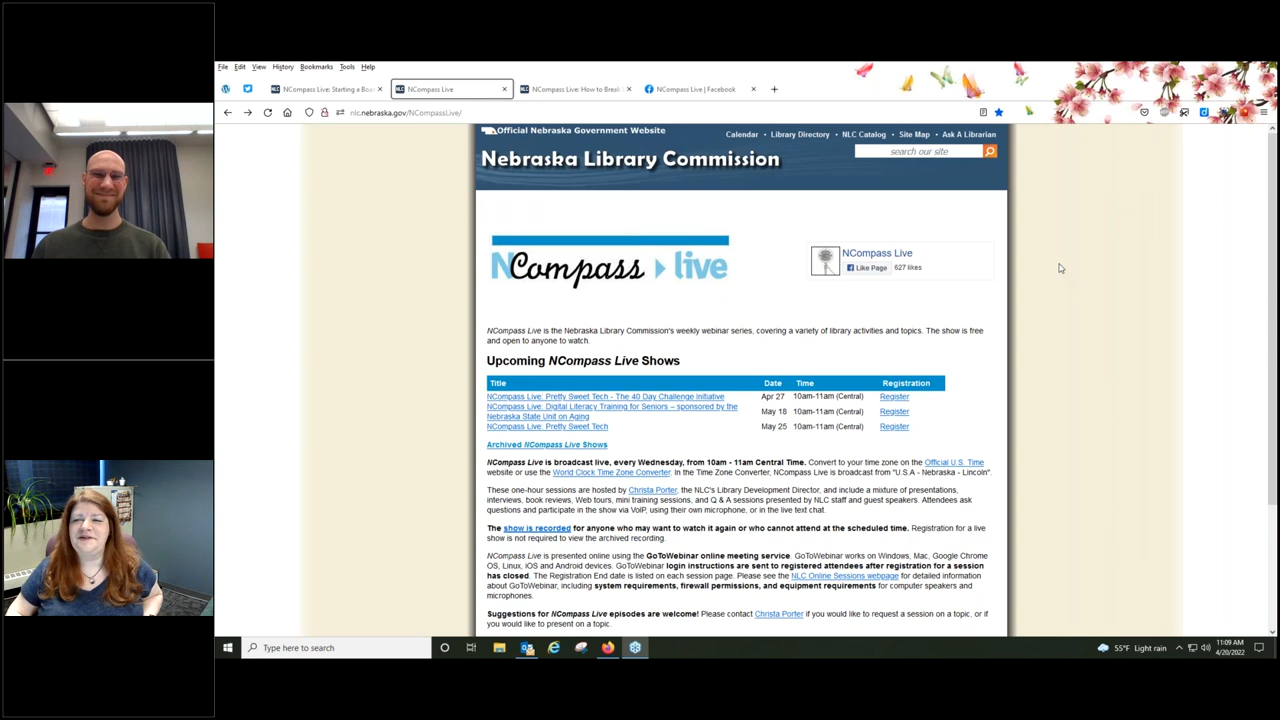 File Edit View History Bookmarks Tools Help
NCompass Live: Starting a Boar
NCompass Live
NCompass Live: How to Break
NCompass Live | Facebook
nlc.nebraska.gov/NCompassLive/
Official Nebraska Government Website
Calendar • Library Directory • NLC Catalog • Site Map • Ask A Librarian
Nebraska Library Commission
search our site
NCompass live
NCompass Live
Like Page 627 likes
NCompass Live is the Nebraska Library Commission's weekly webinar series, covering a variety of library activities and topics. The show is free
and open to anyone to watch.
Upcoming NCompass Live Shows
Title Date Time Registration
NCompass Live: Pretty Sweet Tech - The 40 Day Challenge Initiative Apr 27 10am-11am (Central) Register
NCompass Live: Digital Literacy Training for Seniors – sponsored by the
Nebraska State Unit on Aging May 18 10am-11am (Central) Register
NCompass Live: Pretty Sweet Tech May 25 10am-11am (Central) Register
Archived NCompass Live Shows
NCompass Live is broadcast live, every Wednesday, from 10am - 11am Central Time. Convert to your time zone on the Official U.S. Time
website or use the World Clock Time Zone Converter. In the Time Zone Converter, NCompass Live is broadcast from "U.S.A - Nebraska - Lincoln".
These one-hour sessions are hosted by Christa Porter, the NLC's Library Development Director, and include a mixture of presentations,
interviews, book reviews, Web tours, mini training sessions, and Q & A sessions presented by NLC staff and guest speakers. Attendees ask
questions and participate in the show via VoIP, using their own microphone, or in the live text chat.
The show is recorded for anyone who may want to watch it again or who cannot attend at the scheduled time. Registration for a live
show is not required to view the archived recording.
NCompass Live is presented online using the GoToWebinar online meeting service. GoToWebinar works on Windows, Mac, Google Chrome
OS, Linux, iOS and Android devices. GoToWebinar login instructions are sent to registered attendees after registration for a session
has closed. The Registration End date is listed on each session page. Please see the NLC Online Sessions webpage for detailed information
about GoToWebinar, including system requirements, firewall permissions, and equipment requirements for computer speakers and
microphones.
Suggestions for NCompass Live episodes are welcome! Please contact Christa Porter if you would like to request a session on a topic, or if
you would like to present on a topic.
Type here to search
55°F Light rain
11:09 AM
4/20/2022